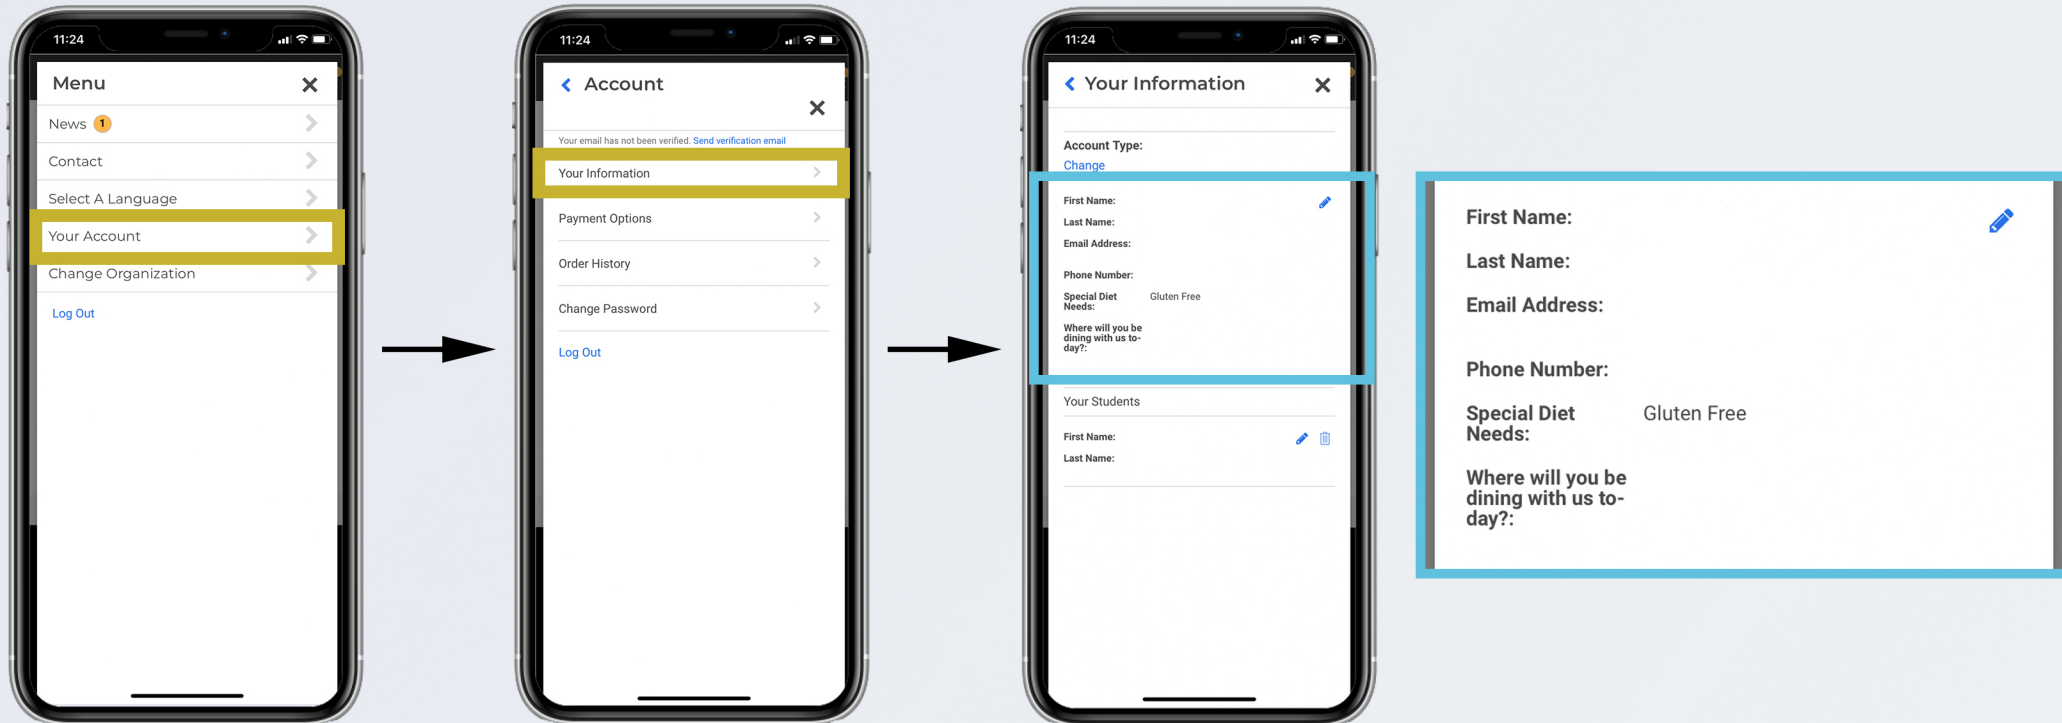 11:24
Menu
News 1
Contact
Select A Language
Your Account
Change Organization
Log Out
11:24
Account
Your email has not been verified. Send verification email
Your Information
Payment Options
Order History
Change Password
Log Out
11:24
Your Information
Account Type:
Change
First Name:
Last Name:
Email Address:
Phone Number:
Special Diet Gluten Free
Needs:
Where will you be
dining with us to-
day?:
Your Students
First Name:
Last Name:
First Name:
Last Name:
Email Address:
Phone Number:
Special Diet Gluten Free
Needs:
Where will you be
dining with us to-
day?: